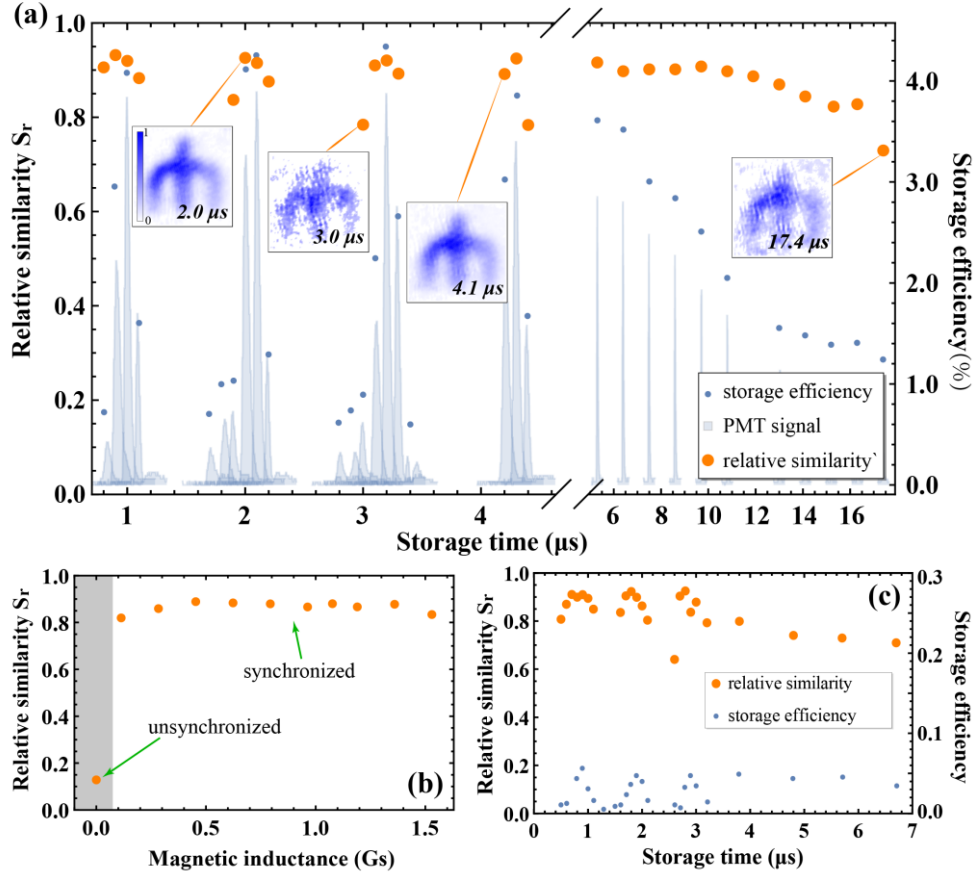 (a)
Relative similarity Sr
1.0
0.8
0.6
0.4
0.2
0.0
4.0
3.0
2.0
1.0
0.0
Storage efficiency(%)
1
0
2.0 µs
3.0 µs
4.1 µs
17.4 µs
storage efficiency
PMT signal
relative similarity`
1 2 3 4 6 8 10 12 14 16
Storage time (µs)
Relative similarity Sr
1.0
0.8
0.6
0.4
0.2
0.0
synchronized
unsynchronized
(b)
0.0 0.5 1.0 1.5
Magnetic inductance (Gs)
Relative similarity Sr
1.0
0.8
0.6
0.4
0.2
0.0
(c)
relative similarity
storage efficiency
0.3
0.2
0.1
0.0
Storage efficiency
0 1 2 3 4 5 6 7
Storage time (µs)